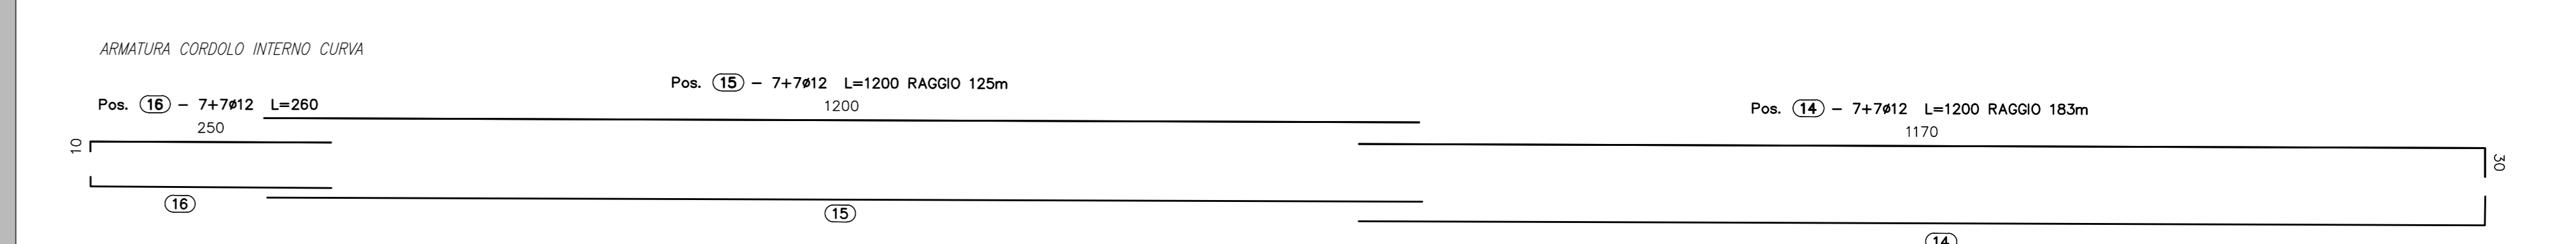 ARMATURA CORDOLO INTERNO CURVA
Pos. 15 – 7+7ø12 L=1200 RAGGIO 125m
1200
Pos. 16 – 7+7ø12 L=260
250
10
Pos. 14 – 7+7ø12 L=1200 RAGGIO 183m
1170
30
16
15
14